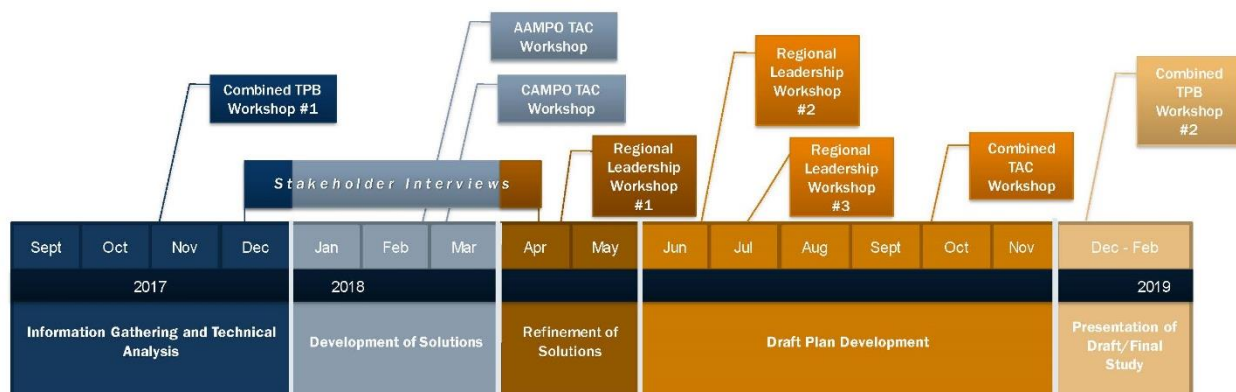 AAMPO TAC
Workshop
Combined TPB
Workshop #1
CAMPO TAC
Workshop
Regional
Leadership
Workshop
#2
Combined
TPB
Workshop
#2
Stakeholder Interviews
Regional
Leadership
Workshop
#1
Regional
Leadership
Workshop
#3
Combined
TAC
Workshop
Sept Oct Nov Dec Jan Feb Mar Apr May Jun Jul Aug Sept Oct Nov Dec - Feb
2017 2018 2019
Information Gathering and Technical
Analysis
Development of Solutions
Refinement of
Solutions
Draft Plan Development
Presentation of
Draft/Final
Study